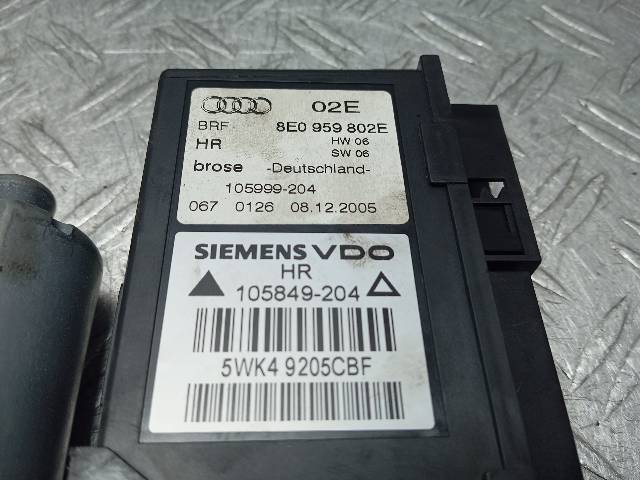 02E
BRF 8E0 959 802E
HR HW 06
SW 06
brose -Deutschland-
105999-204
067 0126 08.12.2005
SIEMENS VDO
HR
105849-204
5WK4 9205CBF